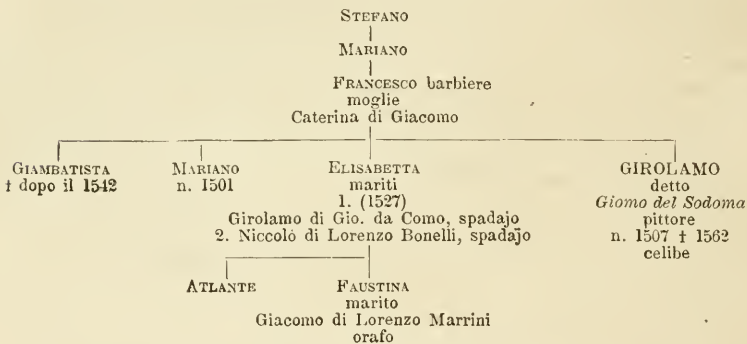 STEFANO
MARIANO
FRANCESCO barbiere
moglie
Caterina di Giacomo
GIAMBATISTA
† dopo il 1542
MARIANO
n. 1501
ELISABETTA
mariti
1. (1527)
Girolamo di Gio. da Como, spadajo
2. Niccolò di Lorenzo Bonelli, spadajo
GIROLAMO
detto
Giomo del Sodoma
pittore
n. 1507 † 1562
celibe
ATLANTE
FAUSTINA
marito
Giacomo di Lorenzo Marrini
orafo